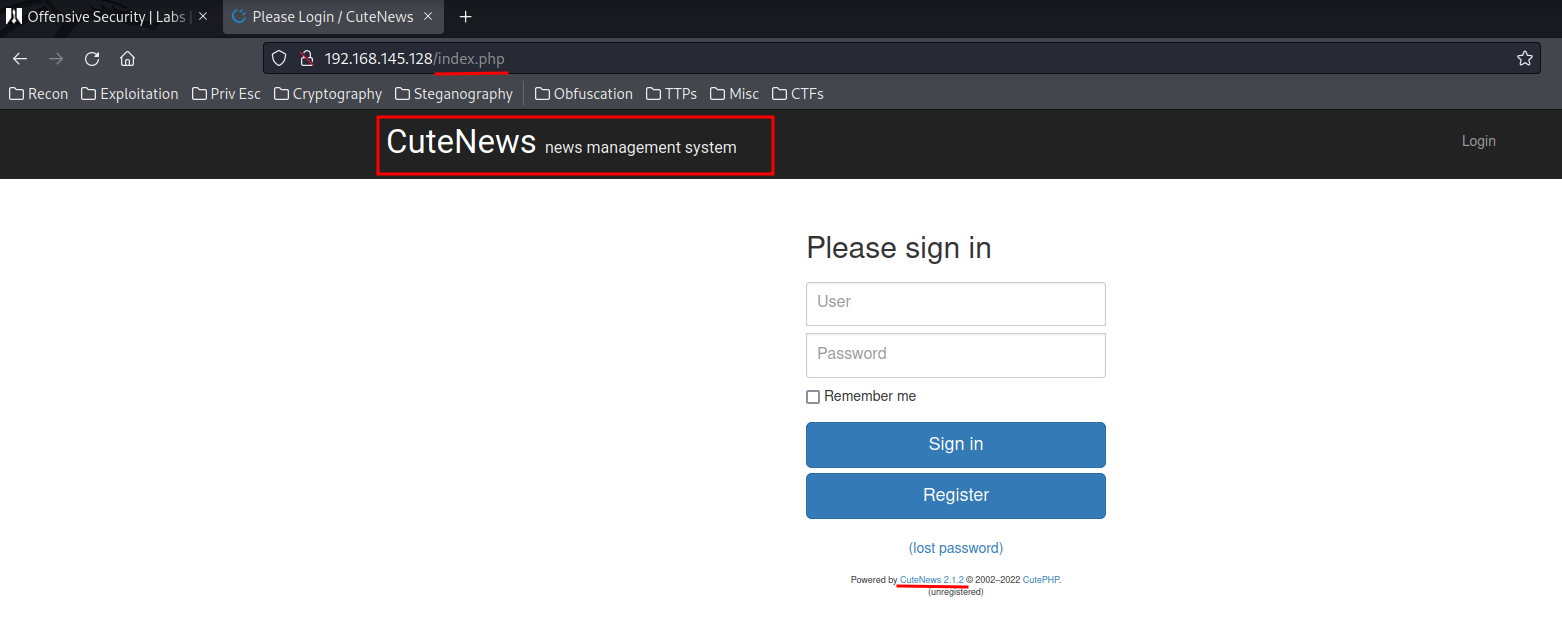 Offensive Security | Labs | Please Login / CuteNews
192.168.145.128/index.php
Recon Exploitation Priv Esc Cryptography Steganography Obfuscation TTPs Misc CTFs
CuteNews news management system Login
Please sign in
User
Password
Remember me
Sign in
Register
(lost password)
Powered by CuteNews 2.1.2 © 2002–2022 CutePHP.
(unregistered)